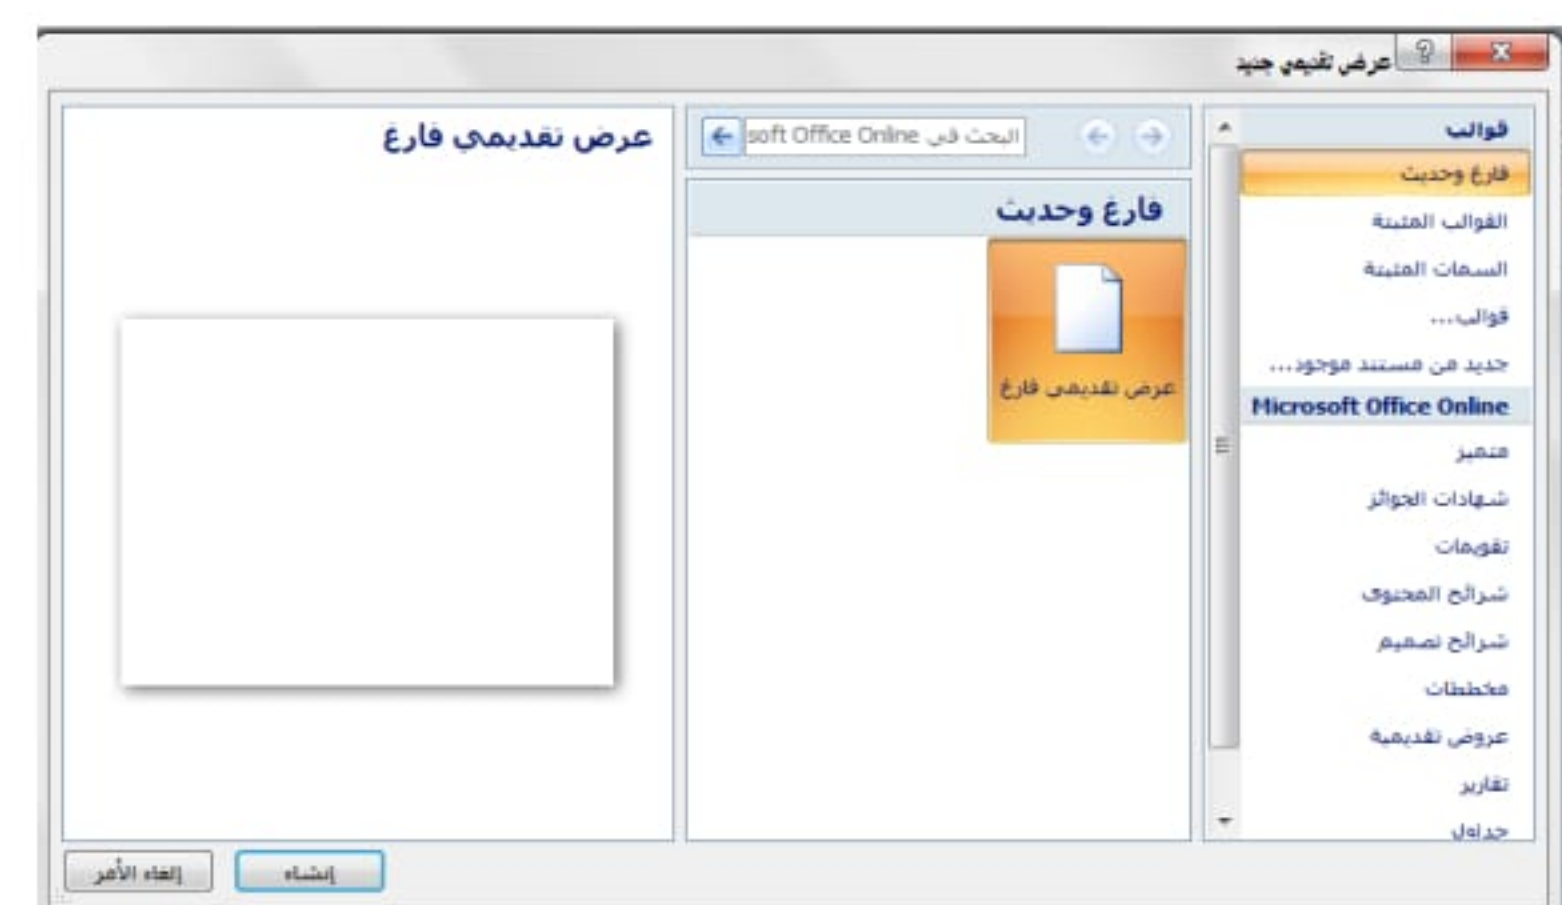 عرض تقديمي جديد
قوالب
فارغ وحديث
القوالب المثبتة
السمات المثبتة
قوالب...
جديد من مستند موجود...
Microsoft Office Online
متميز
شهادات الجوائز
تقويمات
شرائح المحتوى
شرائح تصميم
مخططات
عروض تقديمية
تقارير
جداول
البحث في soft Office Online
فارغ وحديث
عرض تقديمي فارغ
عرض تقديمي فارغ
إنشاء
إلغاء الأمر